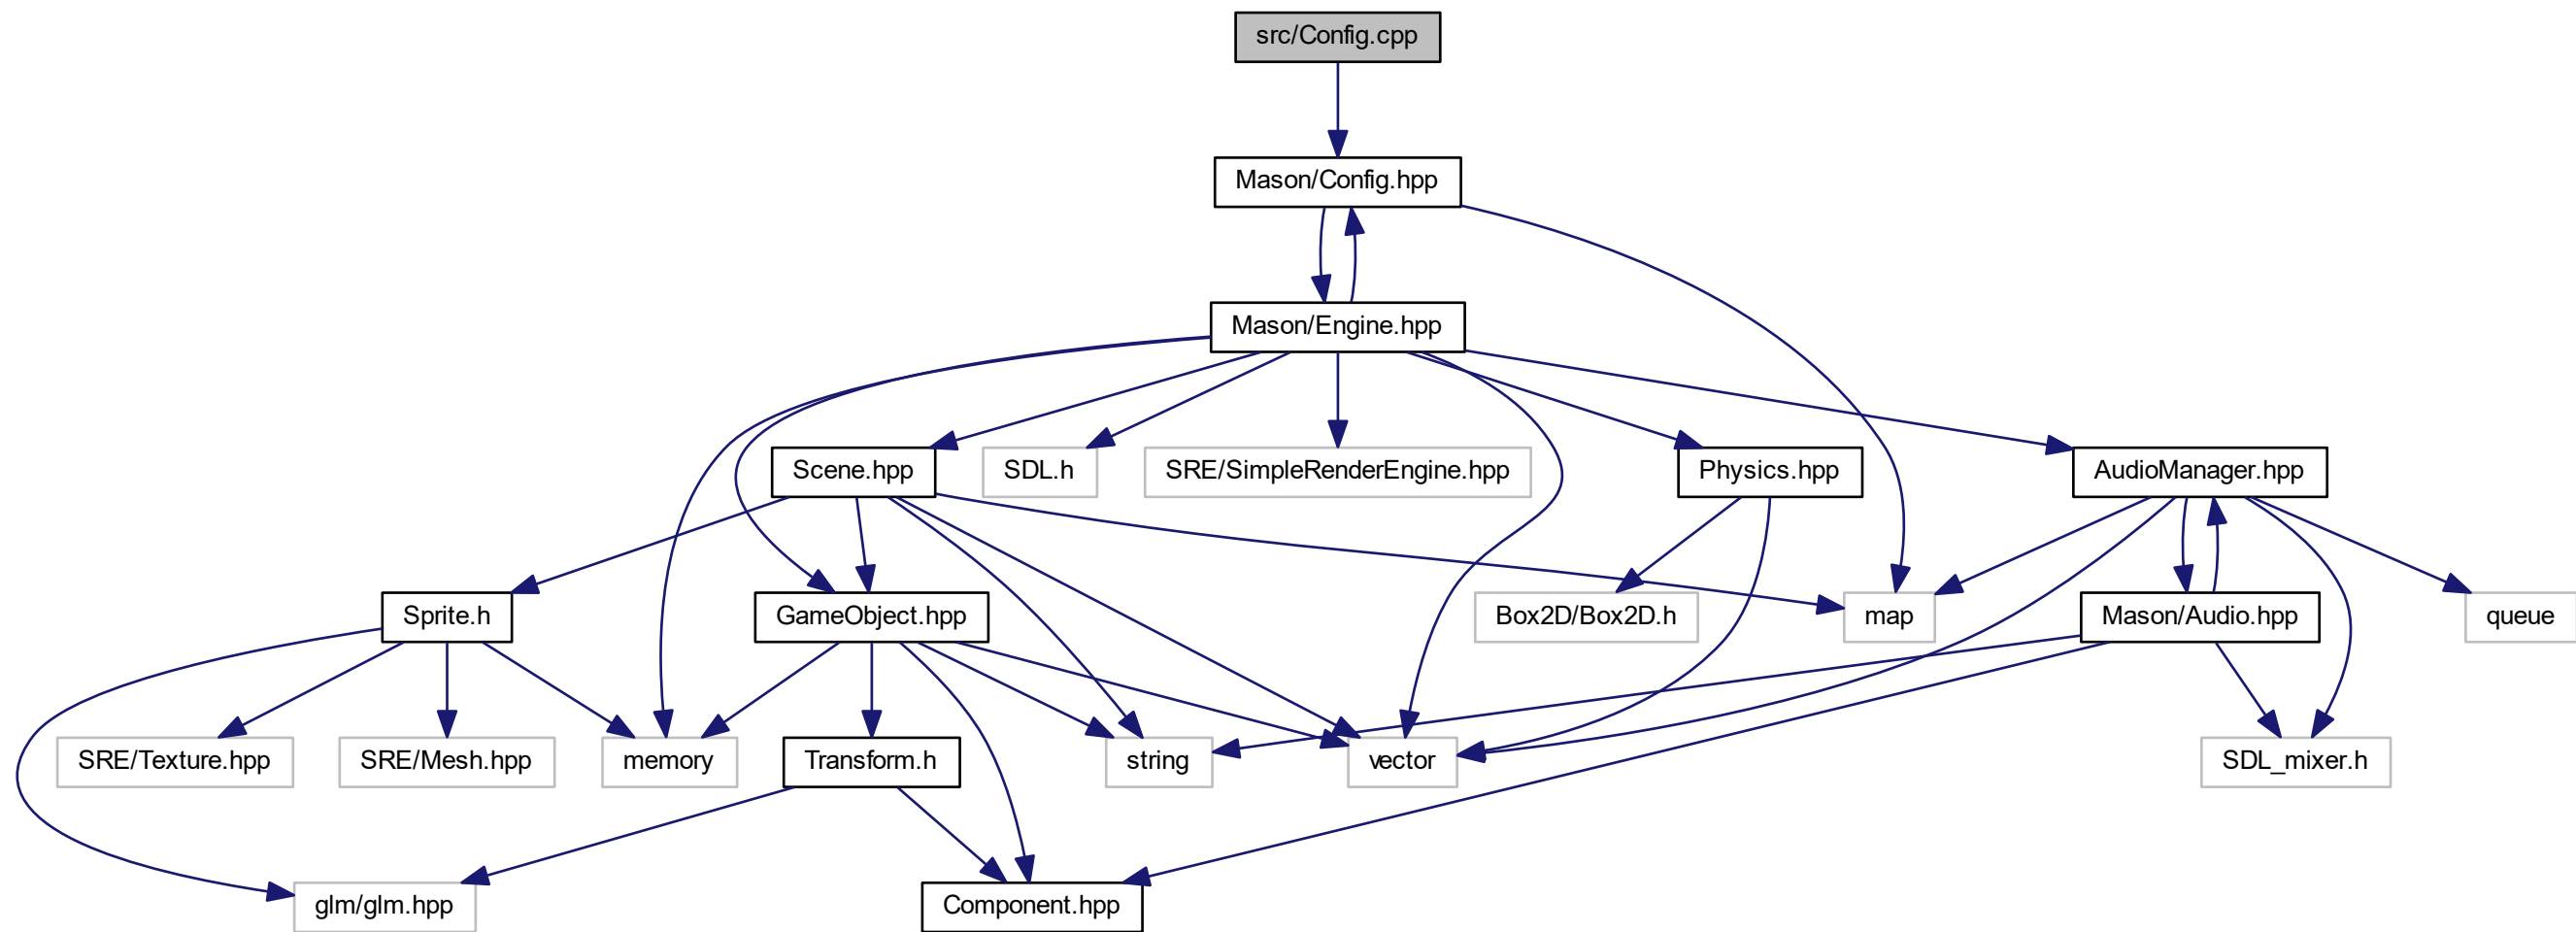 src/Config.cpp
Mason/Config.hpp
Mason/Engine.hpp
Scene.hpp
SDL.h
SRE/SimpleRenderEngine.hpp
Physics.hpp
AudioManager.hpp
Sprite.h
GameObject.hpp
Box2D/Box2D.h
map
Mason/Audio.hpp
queue
SRE/Texture.hpp
SRE/Mesh.hpp
memory
Transform.h
string
vector
SDL_mixer.h
glm/glm.hpp
Component.hpp